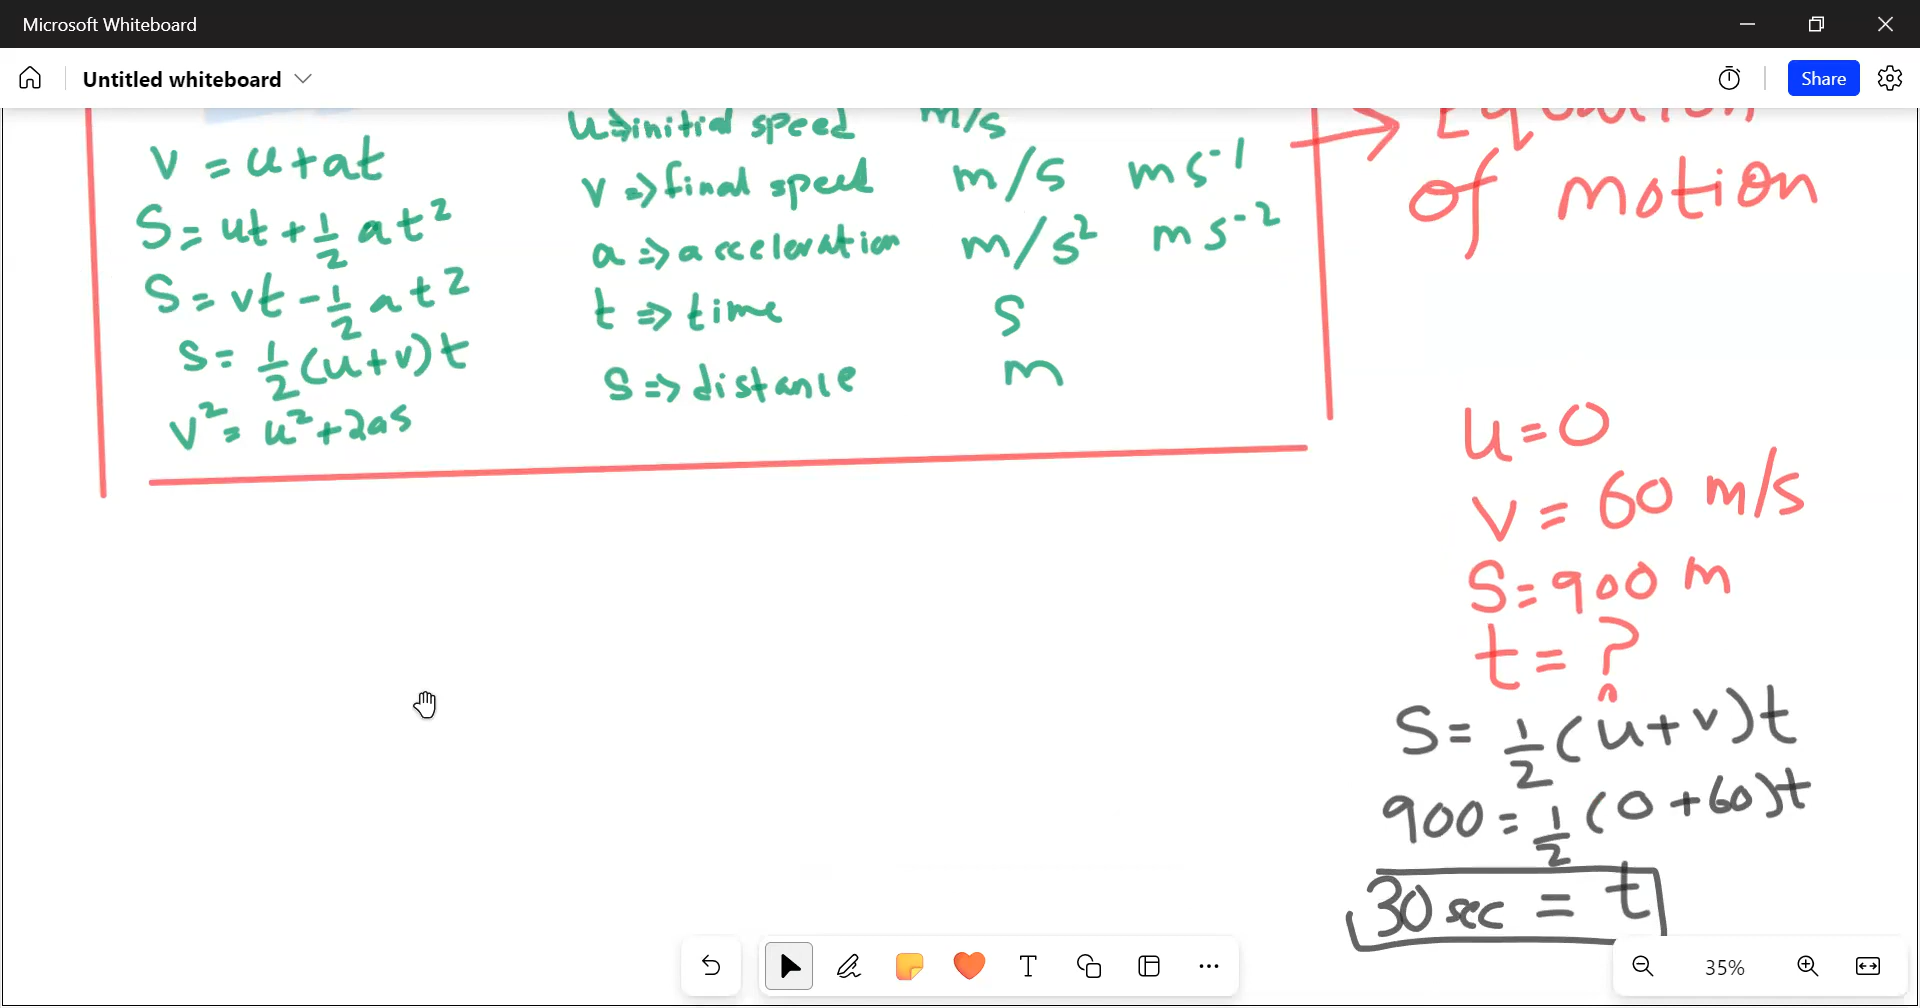 Microsoft Whiteboard
Untitled whiteboard
Share
v = u+at
S = ut + 1/2 at²
S = vt - 1/2 at²
s = 1/2 (u+v)t
v² = u²+2as
u ⇒ initial speed m/s
v ⇒ final speed m/s ms⁻¹
a ⇒ acceleration m/s² ms⁻²
t ⇒ time S
s ⇒ distance m
→ Equation
of motion
u = 0
v = 60 m/s
S = 900 m
t = ?
S = 1/2 (u+v)t
900 = 1/2 (0+60)t
30 sec = t
T
35%